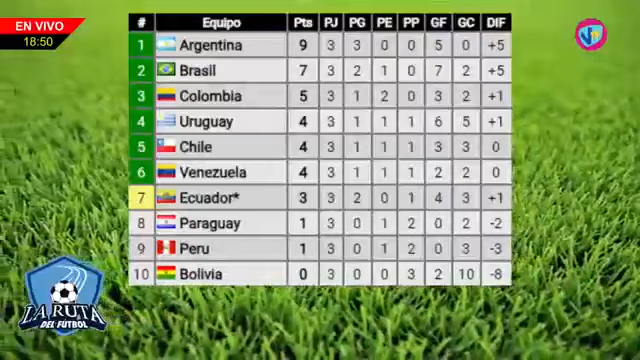 EN VIVO
18:50
# Equipo Pts PJ PG PE PP GF GC DIF
1 Argentina 9 3 3 0 0 5 0 +5
2 Brasil 7 3 2 1 0 7 2 +5
3 Colombia 5 3 1 2 0 3 2 +1
4 Uruguay 4 3 1 1 1 6 5 +1
5 Chile 4 3 1 1 1 3 3 0
6 Venezuela 4 3 1 1 1 2 2 0
7 Ecuador* 3 3 2 0 1 4 3 +1
8 Paraguay 1 3 0 1 2 0 2 -2
9 Peru 1 3 0 1 2 0 3 -3
10 Bolivia 0 3 0 0 3 2 10 -8
LA RUTA
DEL FÚTBOL